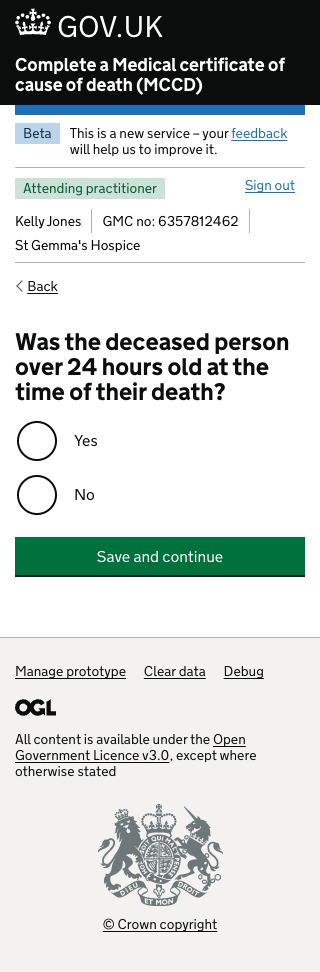 GOV.UK
Complete a Medical certificate of
cause of death (MCCD)
Beta
This is a new service – your feedback
will help us to improve it.
Attending practitioner
Sign out
Kelly Jones
GMC no: 6357812462
St Gemma's Hospice
Back
Was the deceased person
over 24 hours old at the
time of their death?
Yes
No
Save and continue
Manage prototype Clear data Debug
OGL
All content is available under the Open
Government Licence v3.0, except where
otherwise stated
DIEU ET MON DROIT
© Crown copyright